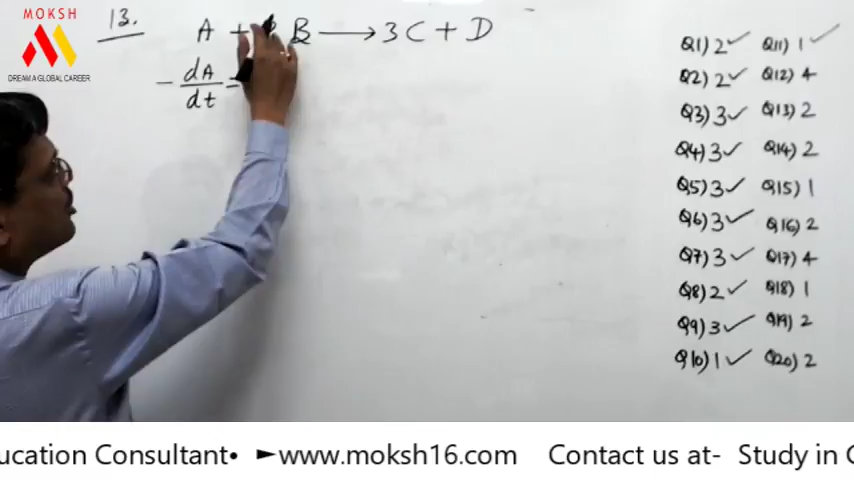 MOKSH
DREAM A GLOBAL CAREER
13. A + B ⟶ 3C + D
- dA/dt =
Q1) 2 ✓ Q11) 1 ✓
Q2) 2 ✓ Q12) 4
Q3) 3 ✓ Q13) 2
Q4) 3 ✓ Q14) 2
Q5) 3 ✓ Q15) 1
Q6) 3 ✓ Q16) 2
Q7) 3 ✓ Q17) 4
Q8) 2 ✓ Q18) 1
Q9) 3 ✓ Q19) 2
Q10) 1 ✓ Q20) 2
ucation Consultant• ►www.moksh16.com Contact us at- Study in